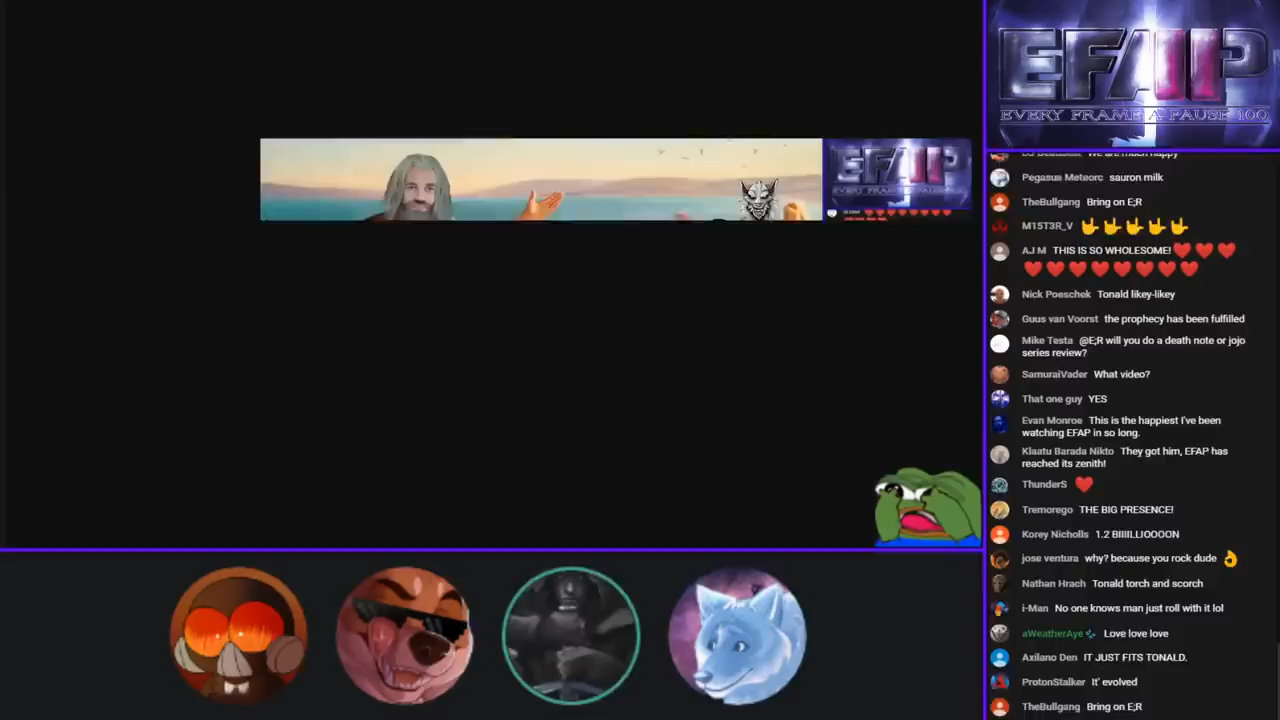 EFAP
EVERY FRAME A PAUSE 100
EFAP
We are much happy
Pegasus Meteorc sauron milk
TheBullgang Bring on E;R
M15T3R_V
AJ M THIS IS SO WHOLESOME!
Nick Poeschek Tonald likey-likey
Guus van Voorst the prophecy has been fulfilled
Mike Testa @E;R will you do a death note or jojo
series review?
SamuraiVader What video?
That one guy YES
Evan Monroe This is the happiest I've been
watching EFAP in so long.
Klaatu Barada Nikto They got him, EFAP has
reached its zenith!
ThunderS
Tremorego THE BIG PRESENCE!
Korey Nicholls 1.2 BIIIILLIOOOON
jose ventura why? because you rock dude
Nathan Hrach Tonald torch and scorch
i-Man No one knows man just roll with it lol
aWeatherAye Love love love
Axilano Den IT JUST FITS TONALD.
ProtonStalker It' evolved
TheBullgang Bring on E;R